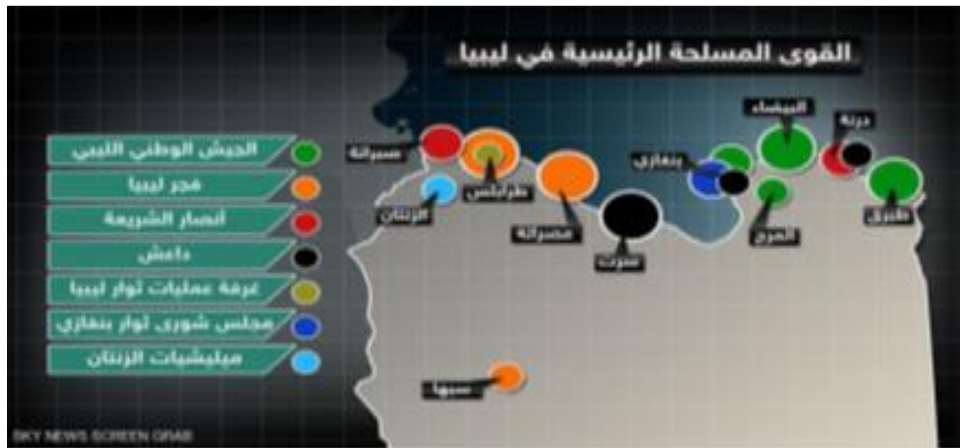 القوى المسلحة الرئيسية في ليبيا
الجيش الوطني الليبي
فجر ليبيا
أنصار الشريعة
داعش
غرفة عمليات ثوار ليبيا
مجلس شورى ثوار بنغازي
ميليشيات الزنتان
البيضاء
درنة
صبراتة
بنغازي
طرابلس
الزنتان
المرج
طبرق
مصراتة
سرت
سبها
SKY NEWS SCREEN GRAB